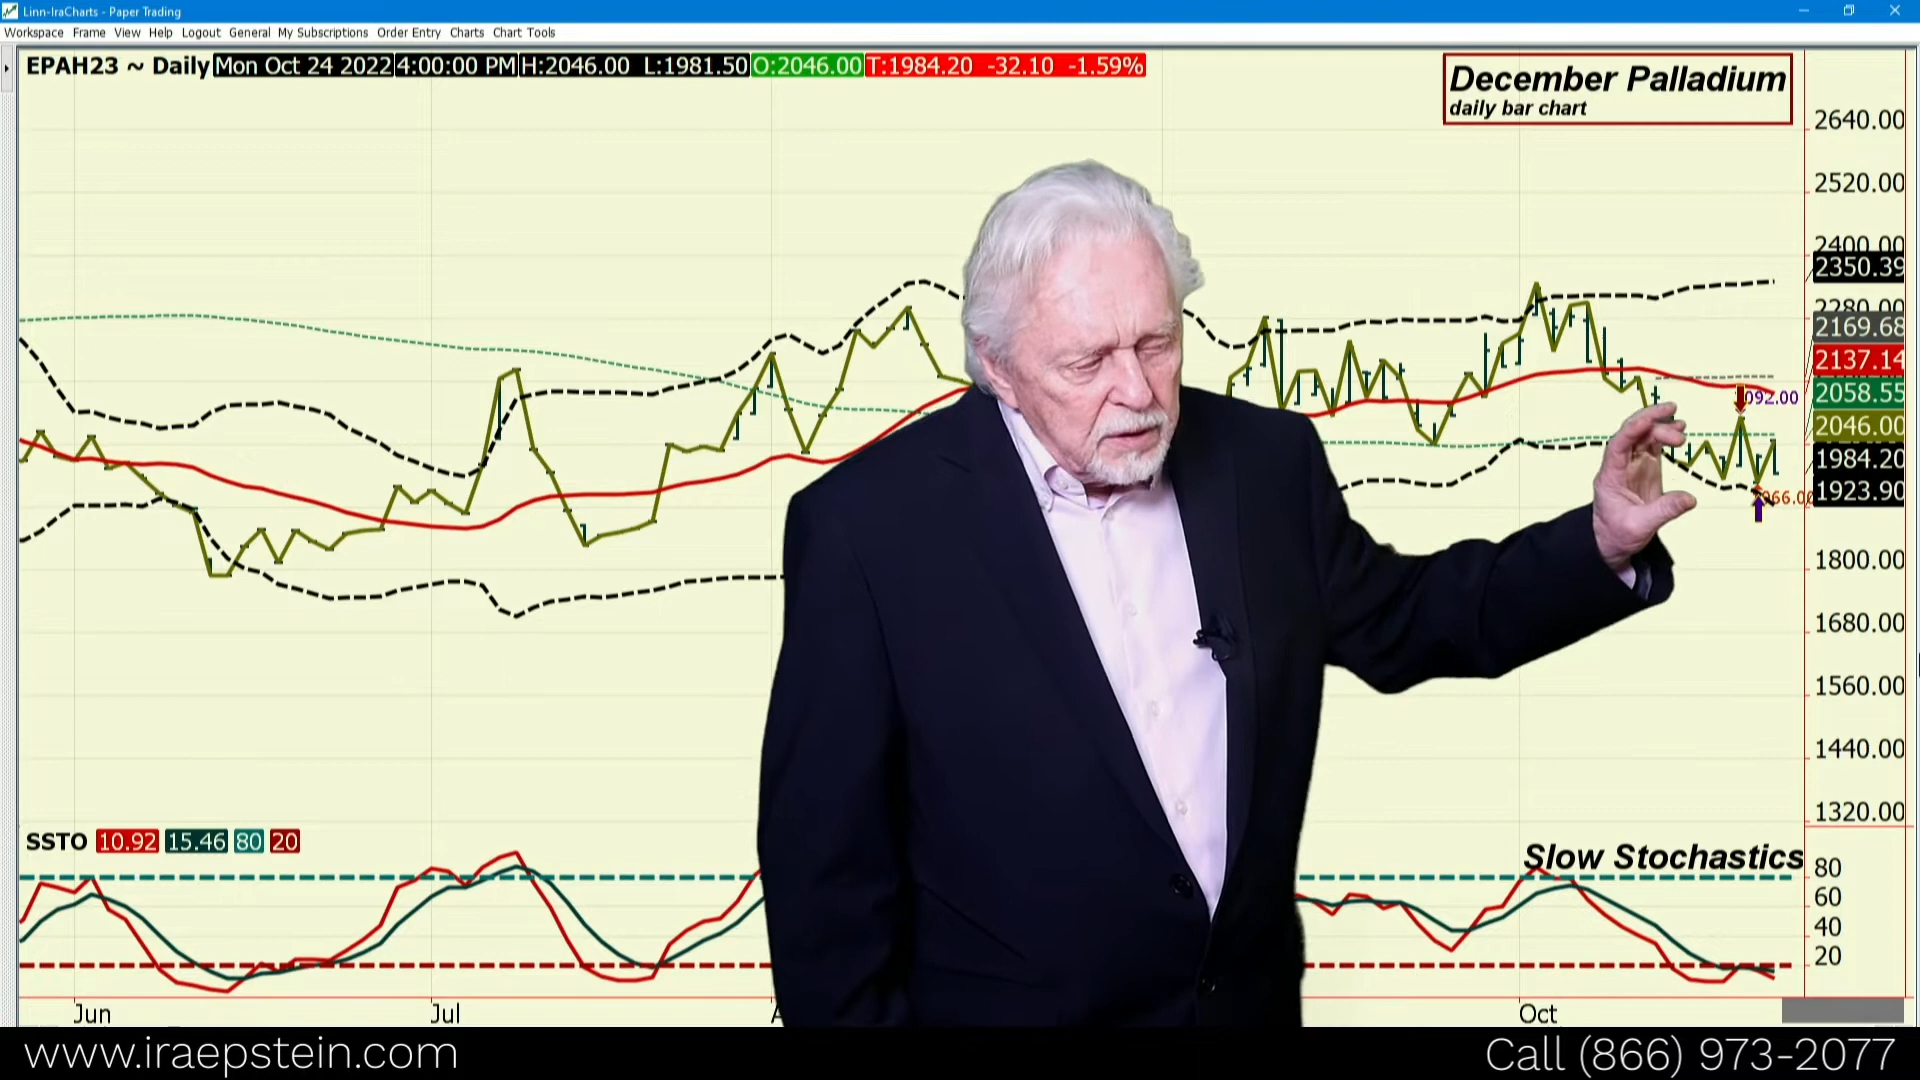 Linn-IraCharts - Paper Trading
Workspace Frame View Help Logout General My Subscriptions Order Entry Charts Chart Tools
EPAH23 ~ Daily Mon Oct 24 2022 4:00:00 PM H:2046.00 L:1981.50 O:2046.00 T:1984.20 -32.10 -1.59%
December Palladium
daily bar chart
2640.00
2520.00
2400.00
2350.39
2280.00
2169.68
2137.14
2058.55
092.00
2046.00
1984.20
1923.90
1800.00
1680.00
1560.00
1440.00
1320.00
SSTO 10.92 15.46 80 20
Slow Stochastics
80
60
40
20
Jun Jul A Oct
www.iraepstein.com
Call (866) 973-2077